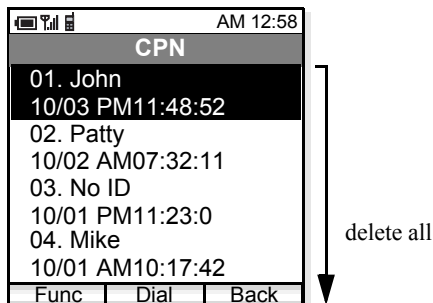 AM 12:58
CPN
01. John
10/03 PM11:48:52
02. Patty
10/02 AM07:32:11
03. No ID
10/01 PM11:23:0
04. Mike
10/01 AM10:17:42
delete all
Func Dial Back